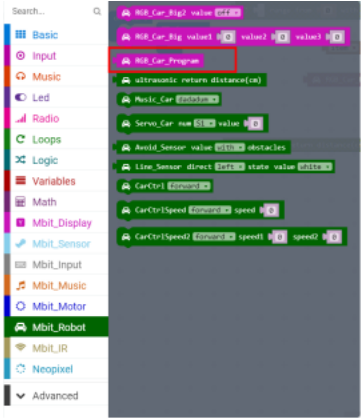 Search...
Basic
Input
Music
Led
Radio
Loops
Logic
Variables
Math
Mbit_Display
Mbit_Sensor
Mbit_Input
Mbit_Music
Mbit_Motor
Mbit_Robot
Mbit_IR
Neopixel
Advanced
RGB_Car_Big2 value off
RGB_Car_Big value1 0 value2 0 value3 0
RGB_Car_Program
ultrasonic return distance(cm)
Music_Car dadadum
Servo_Car num S1 value 0
Avoid_Sensor value with obstacles
Line_Sensor direct left state value white
CarCtrl forward
CarCtrlSpeed forward speed 0
CarCtrlSpeed2 forward speed1 0 speed2 0